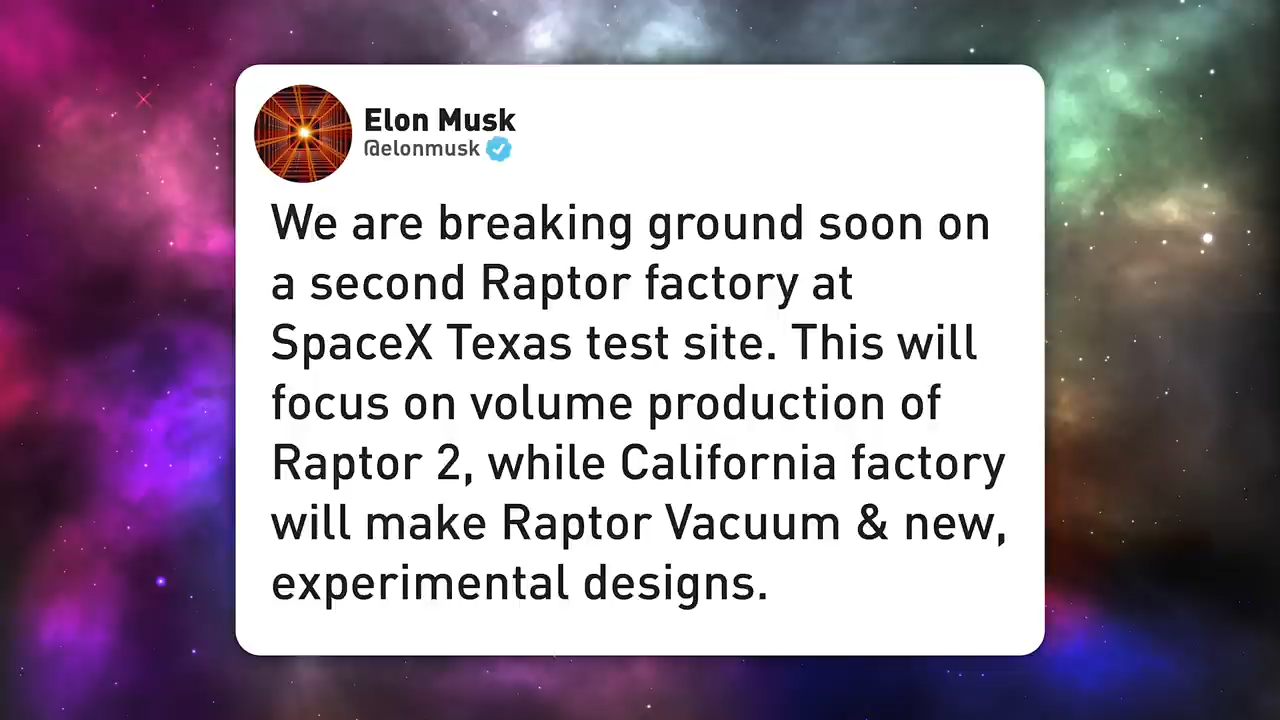 Elon Musk
@elonmusk
We are breaking ground soon on
a second Raptor factory at
SpaceX Texas test site. This will
focus on volume production of
Raptor 2, while California factory
will make Raptor Vacuum & new,
experimental designs.